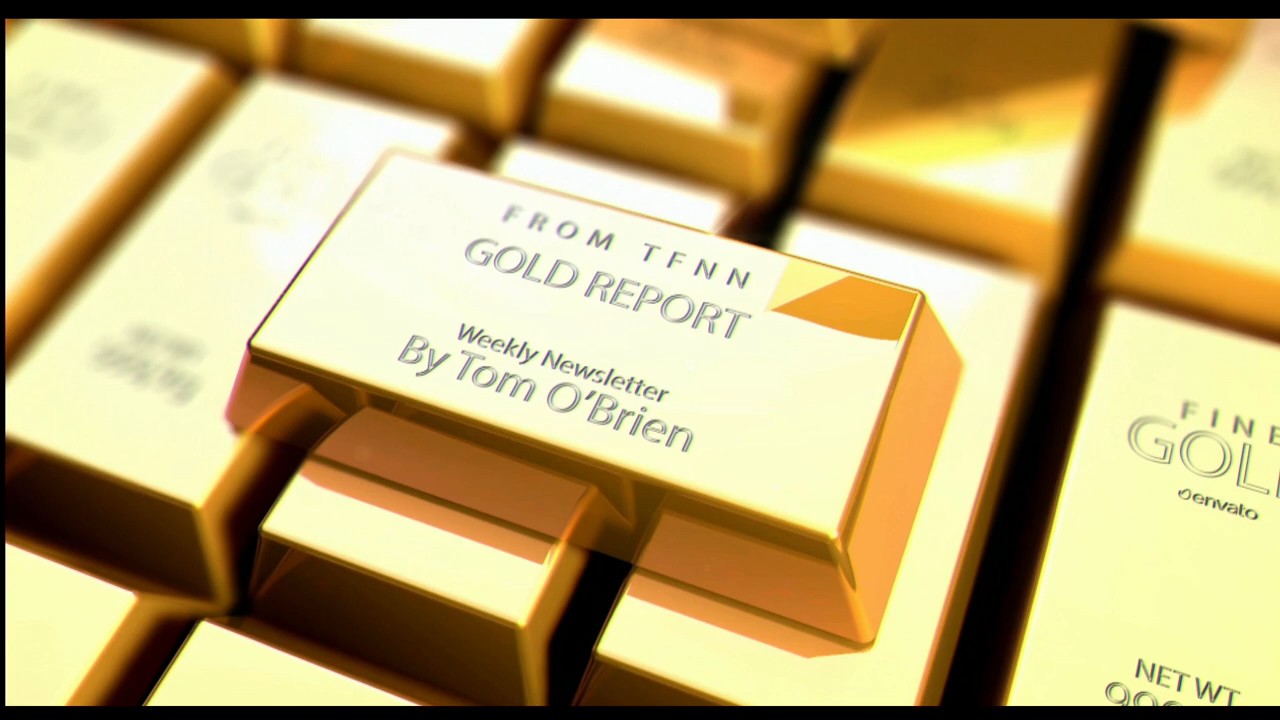 FROM TFNN
GOLD REPORT
Weekly Newsletter
By Tom O'Brien
FINE
GOL
envato
NET WT